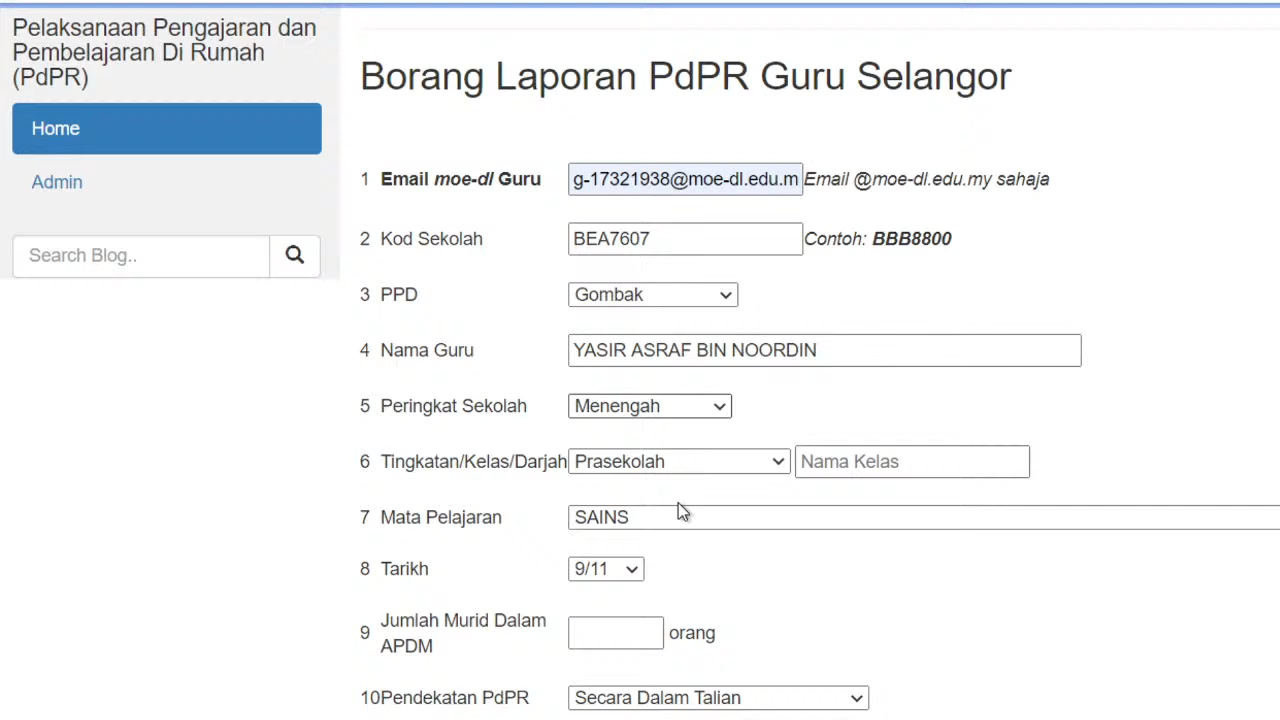 Pelaksanaan Pengajaran dan
Pembelajaran Di Rumah
(PdPR)
Home
Admin
Search Blog..
Borang Laporan PdPR Guru Selangor
1 Email moe-dl Guru g-17321938@moe-dl.edu.m Email @moe-dl.edu.my sahaja
2 Kod Sekolah BEA7607 Contoh: BBB8800
3 PPD Gombak
4 Nama Guru YASIR ASRAF BIN NOORDIN
5 Peringkat Sekolah Menengah
6 Tingkatan/Kelas/Darjah Prasekolah Nama Kelas
7 Mata Pelajaran SAINS
8 Tarikh 9/11
9 Jumlah Murid Dalam
APDM orang
10 Pendekatan PdPR Secara Dalam Talian